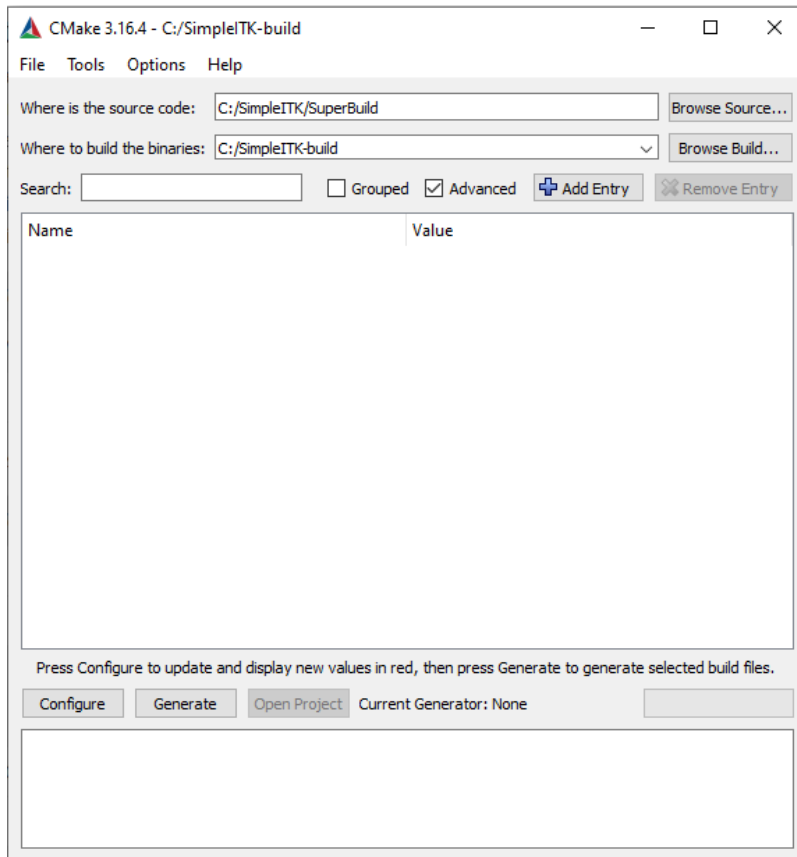 CMake 3.16.4 - C:/SimpleITK-build
File Tools Options Help
Where is the source code: C:/SimpleITK/SuperBuild Browse Source...
Where to build the binaries: C:/SimpleITK-build Browse Build...
Search: Grouped Advanced Add Entry Remove Entry
Name Value
Press Configure to update and display new values in red, then press Generate to generate selected build files.
Configure Generate Open Project Current Generator: None